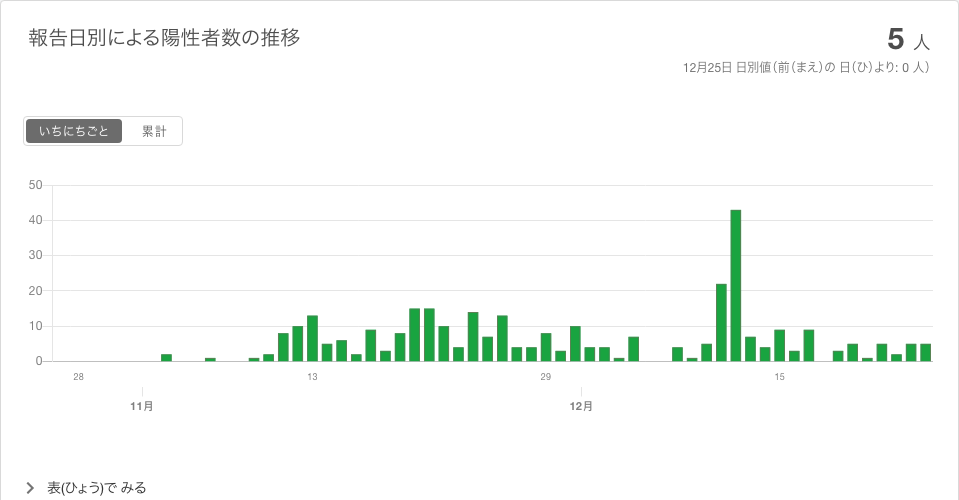 報告日別による陽性者数の推移
5 人
12月25日 日別値（前（まえ）の 日（ひ）より: 0 人）
いちにちごと 累計
50
40
30
20
10
0
28 13 29 15
11月 12月
表(ひょう)で みる